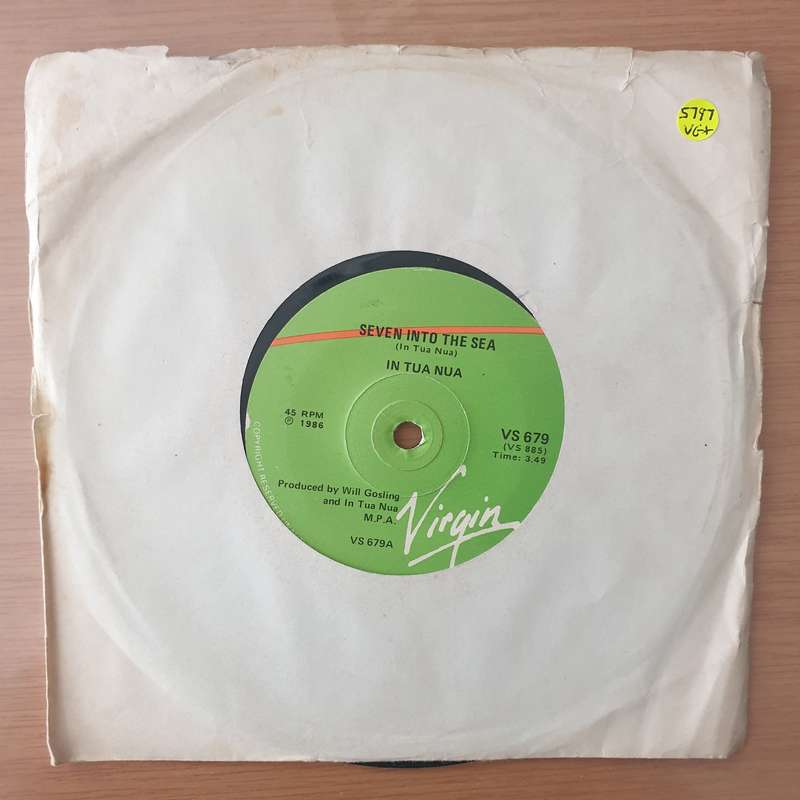 5797
VG+
SEVEN INTO THE SEA
(In Tua Nua)
IN TUA NUA
45 RPM
℗ 1986
VS 679
(VS 885)
Time: 3.49
Produced by Will Gosling
and In Tua Nua
M.P.A.
VS 679A
Virgin
COPYRIGHT RESERVED